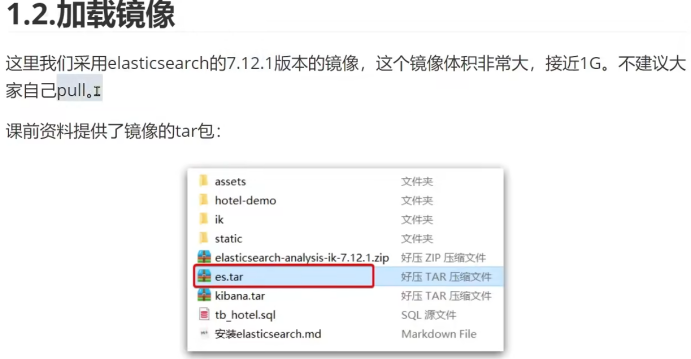 1.2.加载镜像
这里我们采用elasticsearch的7.12.1版本的镜像，这个镜像体积非常大，接近1G。不建议大
家自己pull。
课前资料提供了镜像的tar包：
assets 文件夹
hotel-demo 文件夹
ik 文件夹
static 文件夹
elasticsearch-analysis-ik-7.12.1.zip 好压 ZIP 压缩文件
es.tar 好压 TAR 压缩文件
kibana.tar 好压 TAR 压缩文件
tb_hotel.sql SQL 源文件
安装elasticsearch.md Markdown File